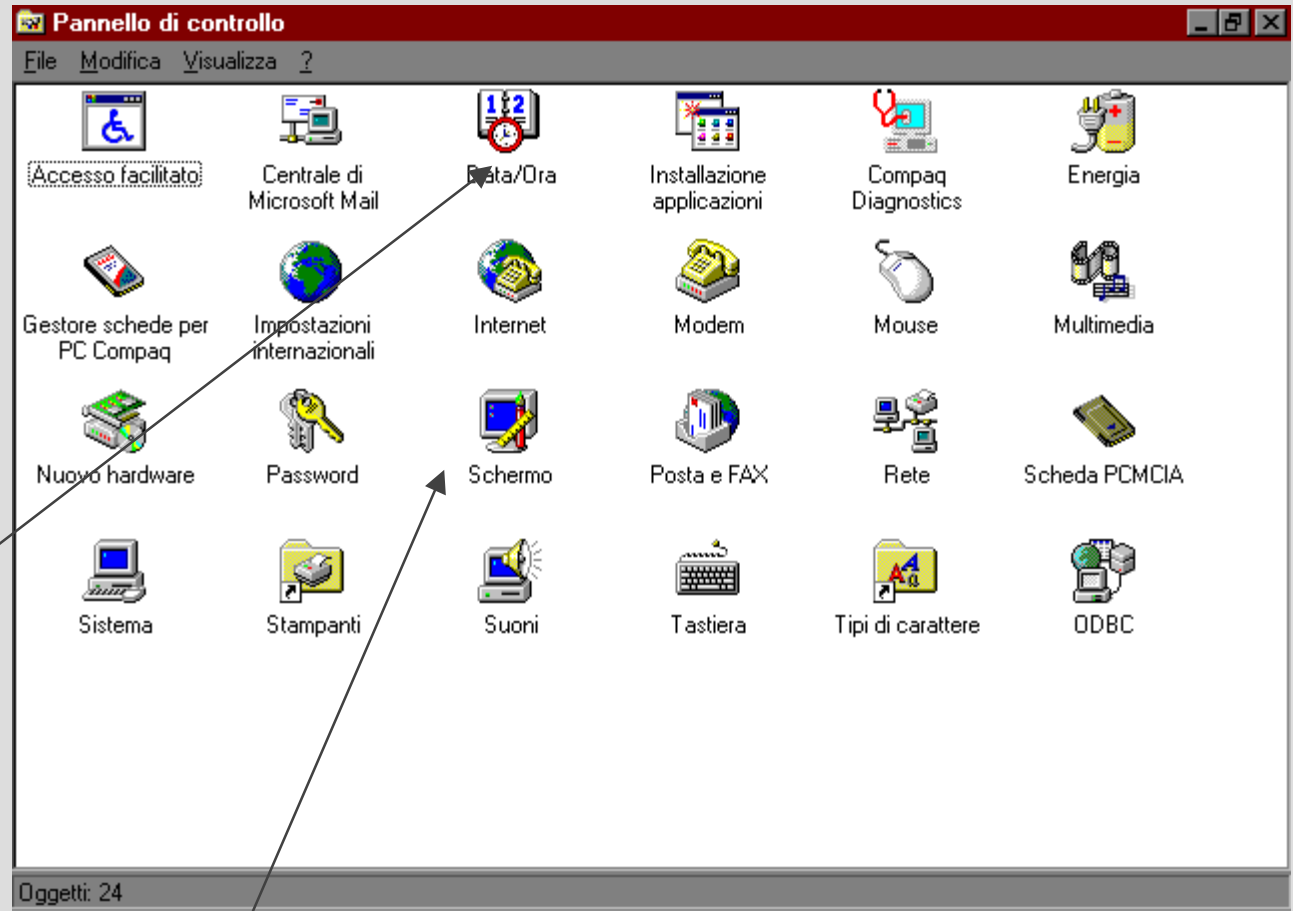 Pannello di controllo
File Modifica Visualizza ?
Accesso facilitato
Centrale di
Microsoft Mail
Data/Ora
Installazione
applicazioni
Compaq
Diagnostics
Energia
Gestore schede per
PC Compaq
Impostazioni
internazionali
Internet
Modem
Mouse
Multimedia
Nuovo hardware
Password
Schermo
Posta e FAX
Rete
Scheda PCMCIA
Sistema
Stampanti
Suoni
Tastiera
Tipi di carattere
ODBC
Oggetti: 24